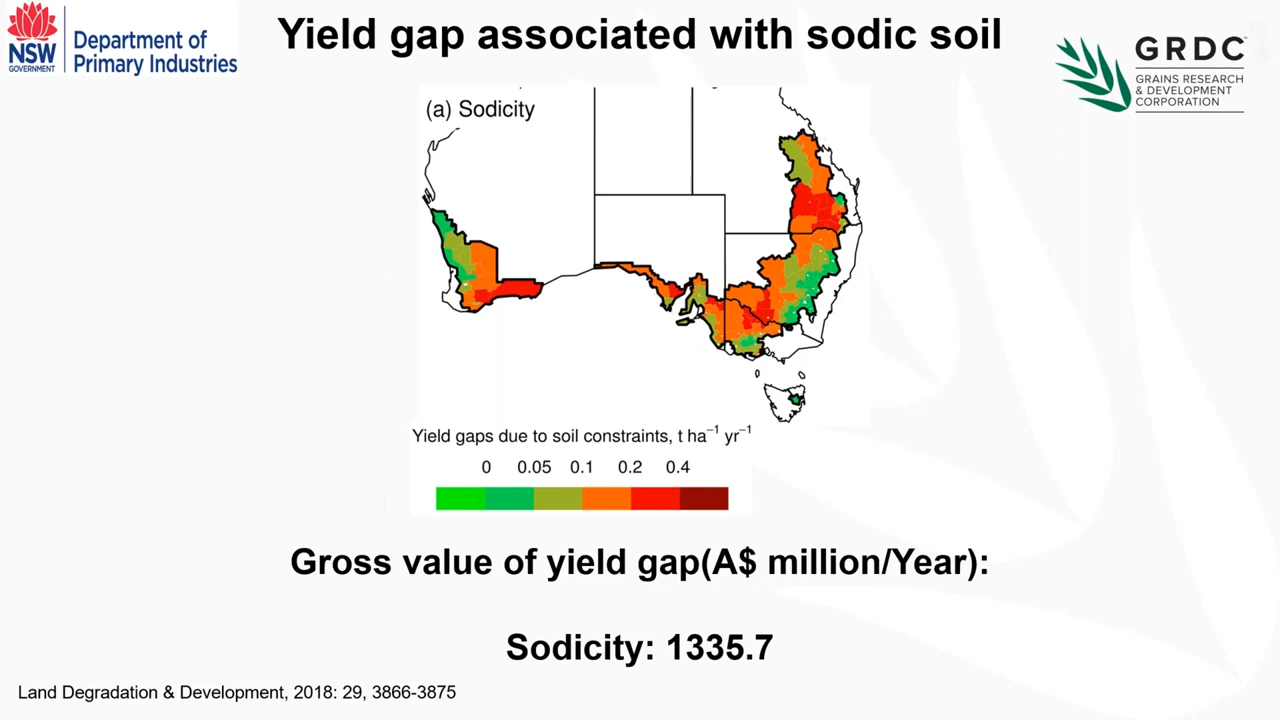 Yield gap associated with sodic soil
NSW
GOVERNMENT
Department of
Primary Industries
GRDC
GRAINS RESEARCH
& DEVELOPMENT
CORPORATION
(a) Sodicity
Yield gaps due to soil constraints, t ha⁻¹ yr⁻¹
0 0.05 0.1 0.2 0.4
Gross value of yield gap(A$ million/Year):
Sodicity: 1335.7
Land Degradation & Development, 2018: 29, 3866-3875